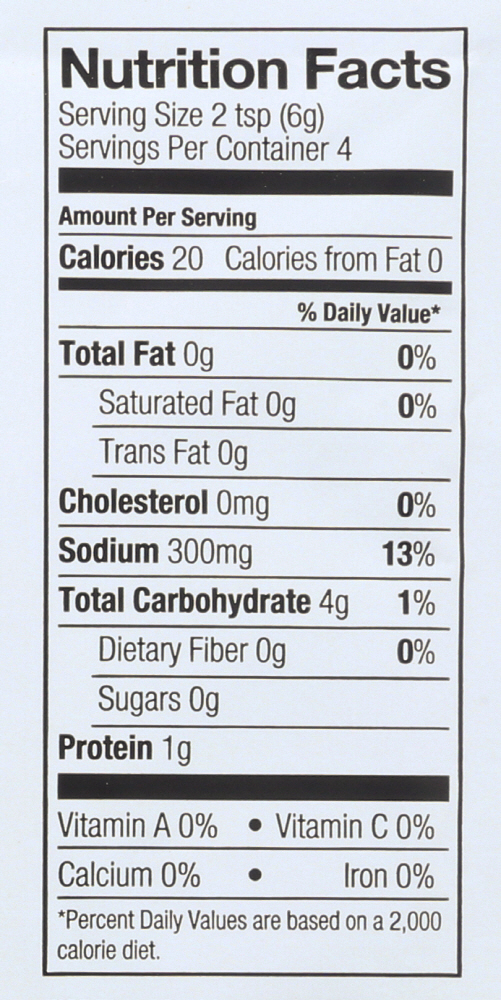 Nutrition Facts
Serving Size 2 tsp (6g)
Servings Per Container 4
Amount Per Serving
Calories 20 Calories from Fat 0
% Daily Value*
Total Fat 0g 0%
Saturated Fat 0g 0%
Trans Fat 0g
Cholesterol 0mg 0%
Sodium 300mg 13%
Total Carbohydrate 4g 1%
Dietary Fiber 0g 0%
Sugars 0g
Protein 1g
Vitamin A 0% • Vitamin C 0%
Calcium 0% • Iron 0%
*Percent Daily Values are based on a 2,000
calorie diet.